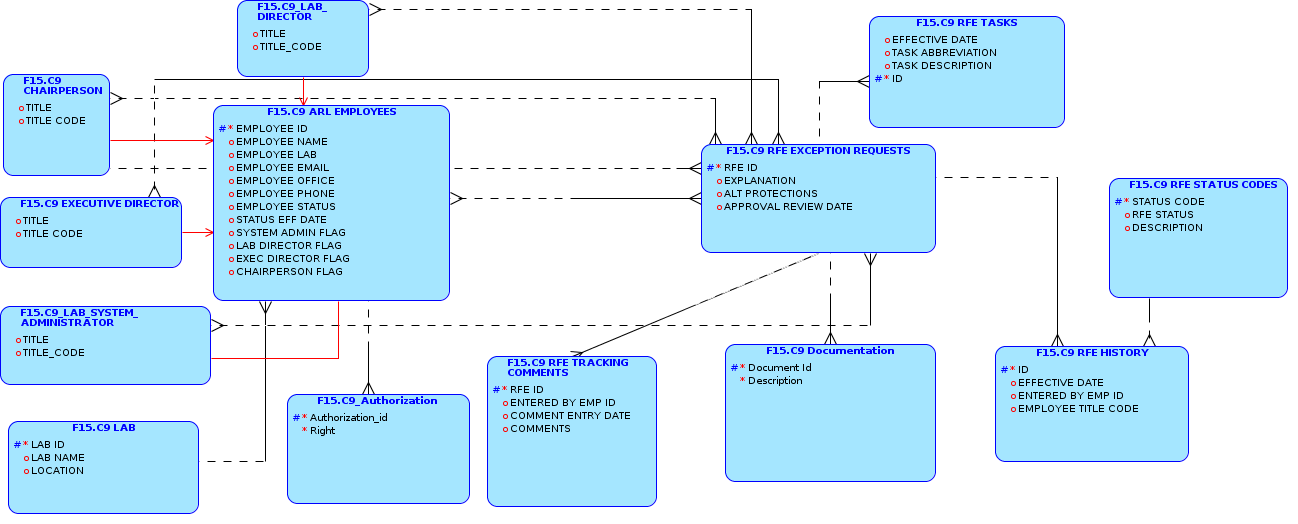 F15.C9_LAB_
DIRECTOR
o TITLE
o TITLE_CODE
F15.C9 RFE TASKS
o EFFECTIVE DATE
o TASK ABBREVIATION
o TASK DESCRIPTION
# * ID
F15.C9
CHAIRPERSON
o TITLE
o TITLE CODE
F15.C9 ARL EMPLOYEES
# * EMPLOYEE ID
o EMPLOYEE NAME
o EMPLOYEE LAB
o EMPLOYEE EMAIL
o EMPLOYEE OFFICE
o EMPLOYEE PHONE
o EMPLOYEE STATUS
o STATUS EFF DATE
o SYSTEM ADMIN FLAG
o LAB DIRECTOR FLAG
o EXEC DIRECTOR FLAG
o CHAIRPERSON FLAG
F15.C9 RFE EXCEPTION REQUESTS
# * RFE ID
o EXPLANATION
o ALT PROTECTIONS
o APPROVAL REVIEW DATE
F15.C9 RFE STATUS CODES
# * STATUS CODE
o RFE STATUS
o DESCRIPTION
F15.C9 EXECUTIVE DIRECTOR
o TITLE
o TITLE CODE
F15.C9_LAB_SYSTEM_
ADMINISTRATOR
o TITLE
o TITLE_CODE
F15.C9 LAB
# * LAB ID
o LAB NAME
o LOCATION
F15.C9_Authorization
# * Authorization_id
* Right
F15.C9 RFE TRACKING
COMMENTS
# * RFE ID
o ENTERED BY EMP ID
o COMMENT ENTRY DATE
o COMMENTS
F15.C9 Documentation
# * Document Id
* Description
F15.C9 RFE HISTORY
# * ID
o EFFECTIVE DATE
o ENTERED BY EMP ID
o EMPLOYEE TITLE CODE